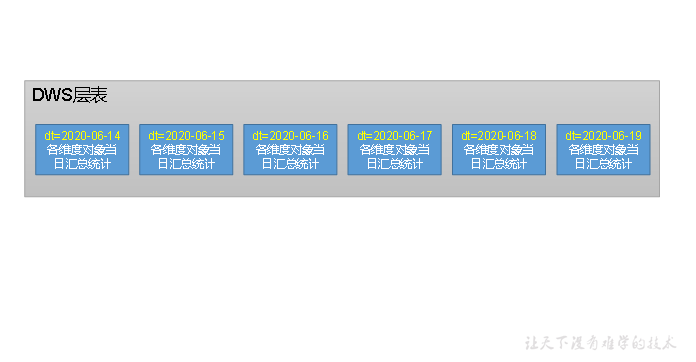 DWS层表
dt=2020-06-14
各维度对象当
日汇总统计
dt=2020-06-15
各维度对象当
日汇总统计
dt=2020-06-16
各维度对象当
日汇总统计
dt=2020-06-17
各维度对象当
日汇总统计
dt=2020-06-18
各维度对象当
日汇总统计
dt=2020-06-19
各维度对象当
日汇总统计
让天下没有难学的技术